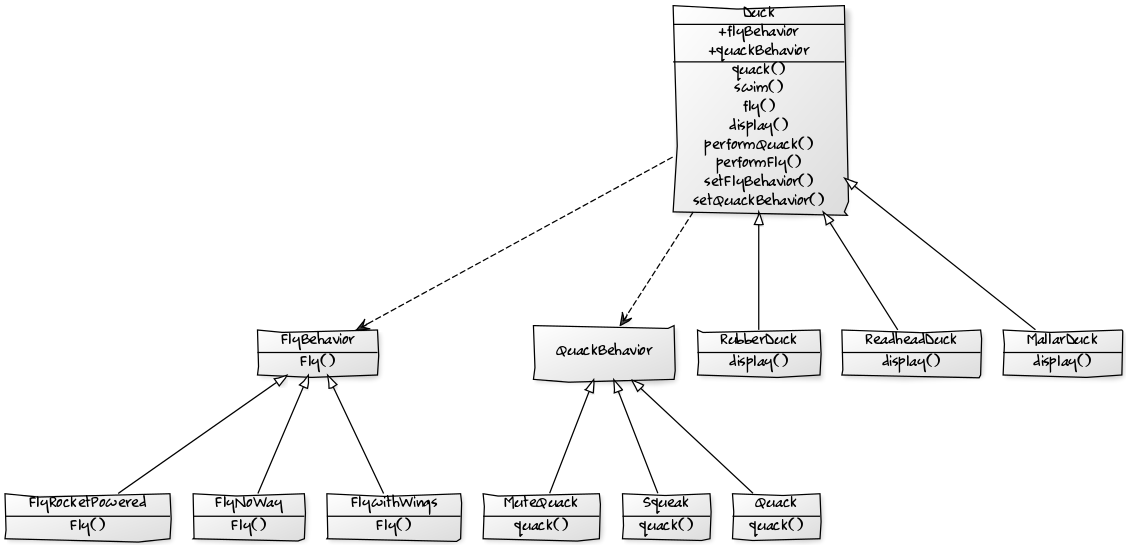 Duck
+flyBehavior
+quackBehavior
quack()
swim()
fly()
display()
performQuack()
performFly()
setFlyBehavior()
setQuackBehavior()
FlyBehavior
Fly()
QuackBehavior
RubberDuck
display()
ReadheadDuck
display()
MallarDuck
display()
FlyRocketPowered
Fly()
FlyNoWay
Fly()
FlywithWings
Fly()
MuteQuack
quack()
Squeak
quack()
Quack
quack()